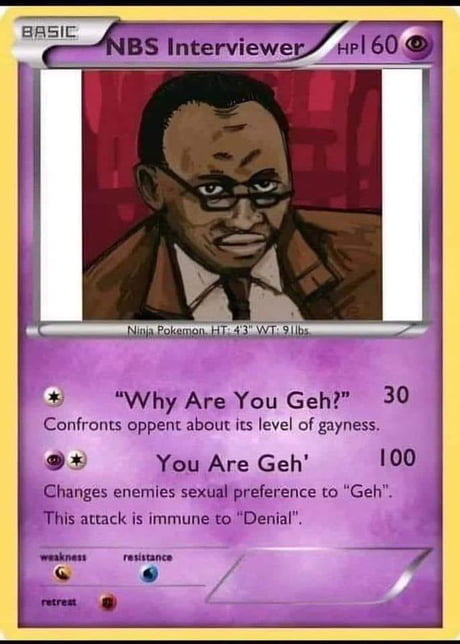 BASIC
NBS Interviewer HP160
Ninja Pokemon. HT: 4'3" WT: 91lbs.
"Why Are You Geh?" 30
Confronts oppent about its level of gayness.
You Are Geh' 100
Changes enemies sexual preference to "Geh".
This attack is immune to "Denial".
weakness resistance
retreat